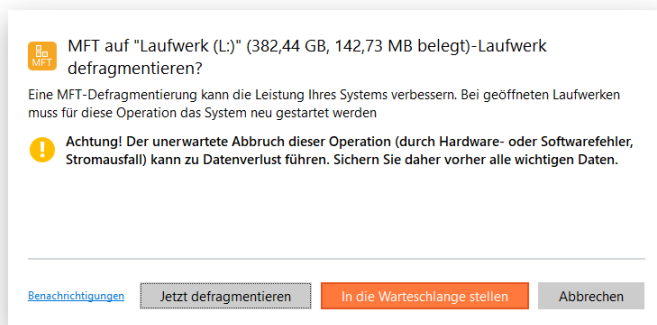 MFT auf "Laufwerk (L:)" (382,44 GB, 142,73 MB belegt)-Laufwerk
defragmentieren?
MFT
Eine MFT-Defragmentierung kann die Leistung Ihres Systems verbessern. Bei geöffneten Laufwerken
muss für diese Operation das System neu gestartet werden
Achtung! Der unerwartete Abbruch dieser Operation (durch Hardware- oder Softwarefehler,
Stromausfall) kann zu Datenverlust führen. Sichern Sie daher vorher alle wichtigen Daten.
Benachrichtigungen Jetzt defragmentieren In die Warteschlange stellen Abbrechen